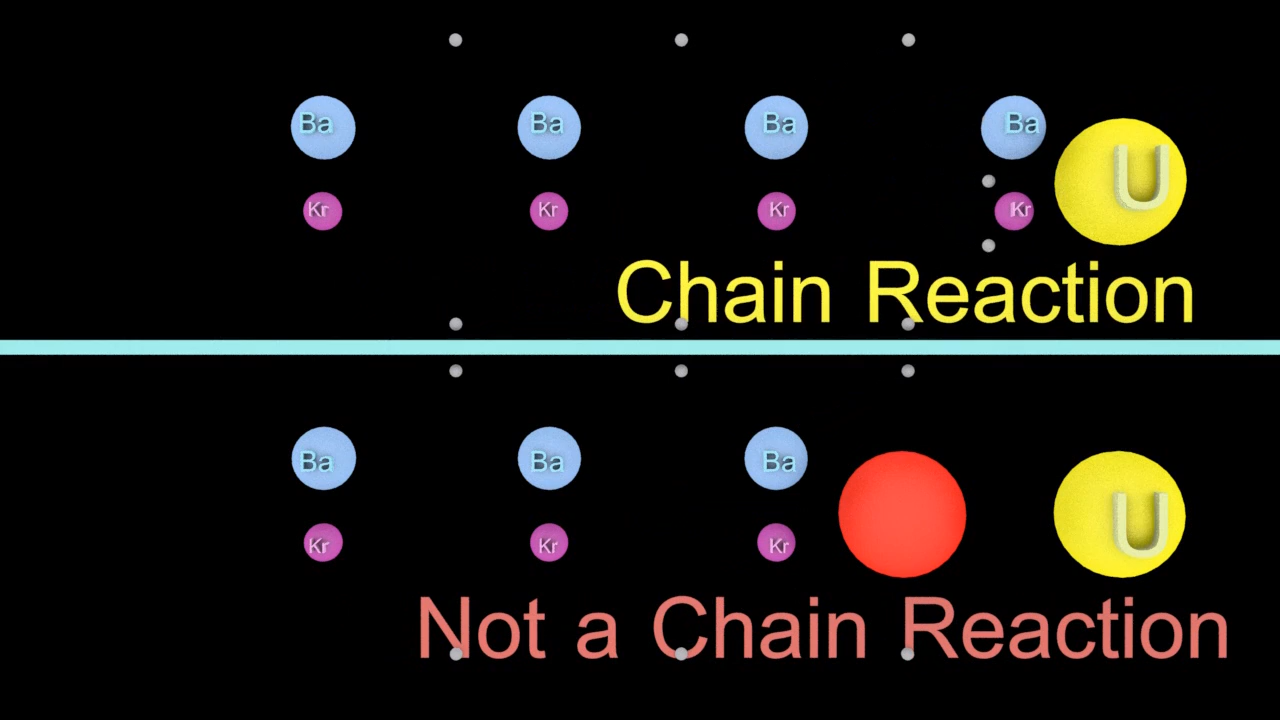 Ba Ba Ba Ba
U
Kr Kr Kr Kr
Chain Reaction
Ba Ba Ba
U
Kr Kr Kr
Not a Chain Reaction